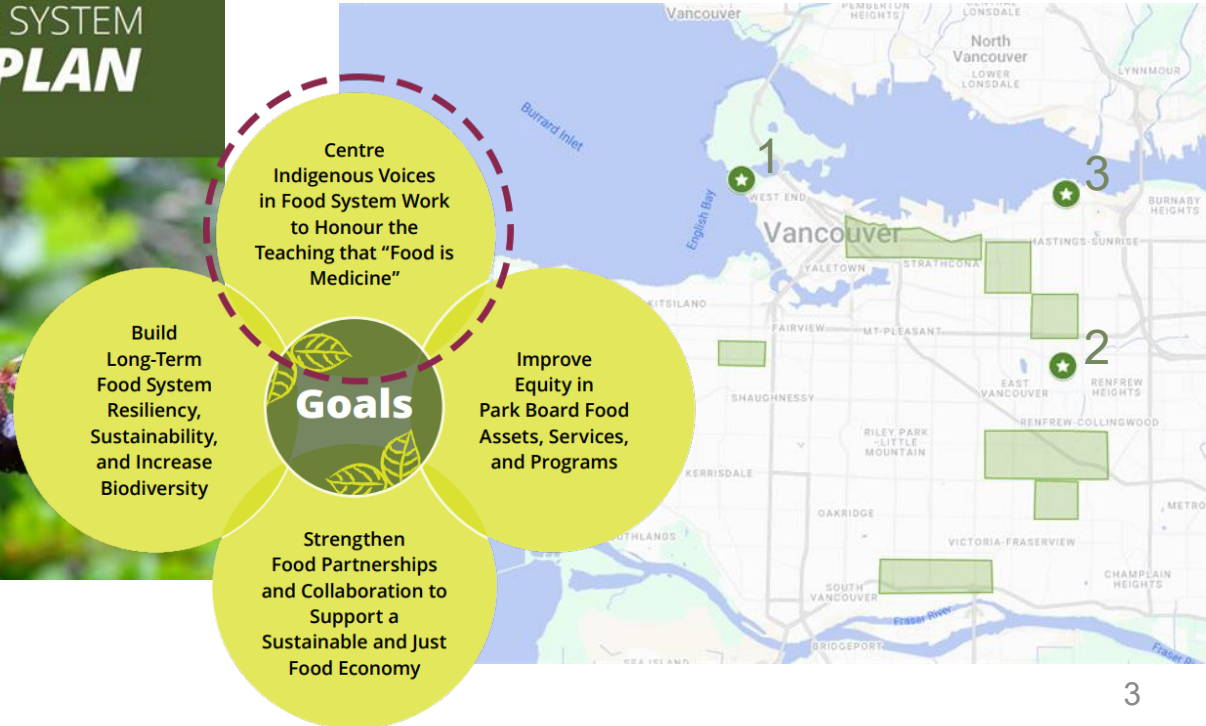 SYSTEM
PLAN
Centre
Indigenous Voices
in Food System Work
to Honour the
Teaching that “Food is
Medicine”
Build
Long-Term
Food System
Resiliency,
Sustainability,
and Increase
Biodiversity
Goals
Improve
Equity in
Park Board Food
Assets, Services,
and Programs
Strengthen
Food Partnerships
and Collaboration to
Support a
Sustainable and Just
Food Economy
Vancouver
PEMBERTON
HEIGHTS/
LONSDALE
North
Vancouver
LOWER
LONSDALE
LYNNMOUR
Burrard Inlet
1
3
WEST END
BURNABY
HEIGHTS
English Bay
Vancouver
HASTINGS-SUNRISE
YALETOWN
STRATHCONA
KITSILANO
FAIRVIEW
MT-PLEASANT
2
EAST
VANCOUVER
RENFREW
HEIGHTS
SHAUGHNESSY
RENFREW-COLLINGWOOD
RILEY PARK
-LITTLE
MOUNTAIN
KERRISDALE
OAKRIDGE
METRO
VICTORIA-FRASERVIEW
CHAMPLAIN
HEIGHTS
SOUTH
VANCOUVER
Fraser River
BRIDGEPORT
Fraser
SEA ISLAND
3